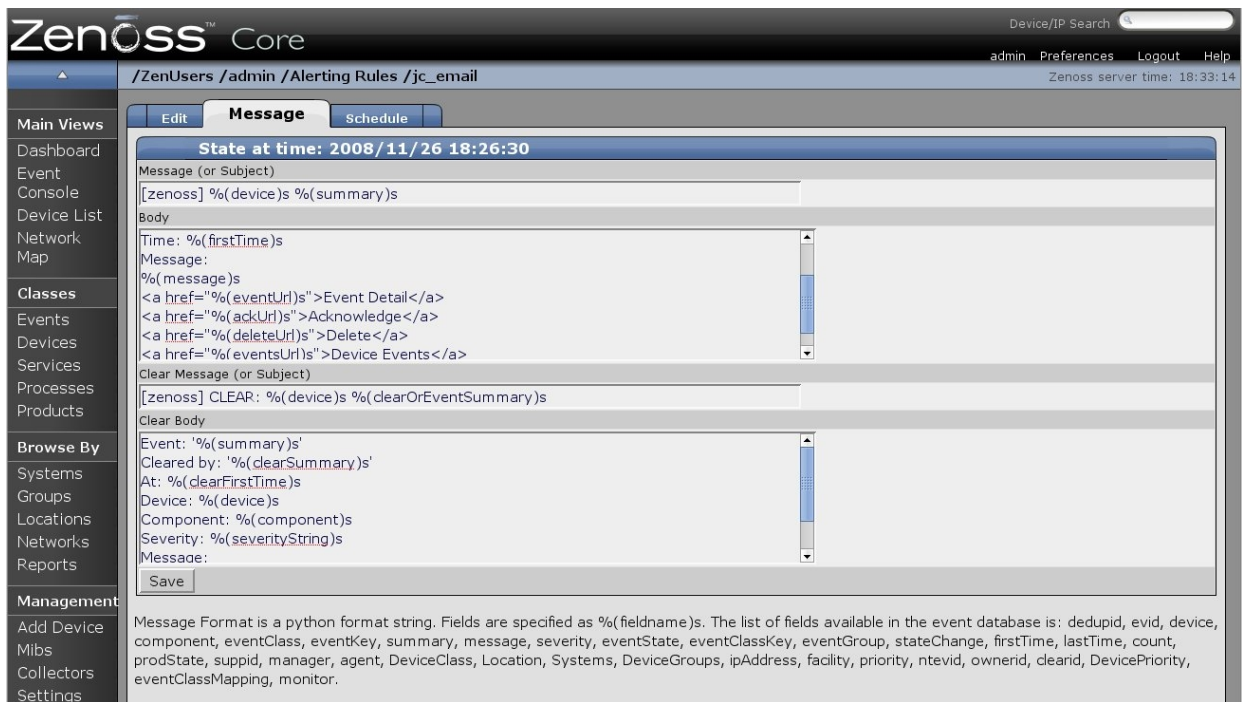 Zenoss™ Core
Device/IP Search
admin Preferences Logout Help
/ZenUsers /admin /Alerting Rules /jc_email
Zenoss server time: 18:33:14
Main Views
Dashboard
Event
Console
Device List
Network
Map
Classes
Events
Devices
Services
Processes
Products
Browse By
Systems
Groups
Locations
Networks
Reports
Management
Add Device
Mibs
Collectors
Settings
Edit
Message
Schedule
State at time: 2008/11/26 18:26:30
Message (or Subject)
[zenoss] %(device)s %(summary)s
Body
Time: %(firstTime)s
Message:
%(message)s
<a href="%(eventUrl)s">Event Detail</a>
<a href="%(ackUrl)s">Acknowledge</a>
<a href="%(deleteUrl)s">Delete</a>
<a href="%(eventsUrl)s">Device Events</a>
Clear Message (or Subject)
[zenoss] CLEAR: %(device)s %(clearOrEventSummary)s
Clear Body
Event: '%(summary)s'
Cleared by: '%(clearSummary)s'
At: %(clearFirstTime)s
Device: %(device)s
Component: %(component)s
Severity: %(severityString)s
Message:
Save
Message Format is a python format string. Fields are specified as %(fieldname)s. The list of fields available in the event database is: dedupid, evid, device,
component, eventClass, eventKey, summary, message, severity, eventState, eventClassKey, eventGroup, stateChange, firstTime, lastTime, count,
prodState, suppid, manager, agent, DeviceClass, Location, Systems, DeviceGroups, ipAddress, facility, priority, ntevid, ownerid, clearid, DevicePriority,
eventClassMapping, monitor.